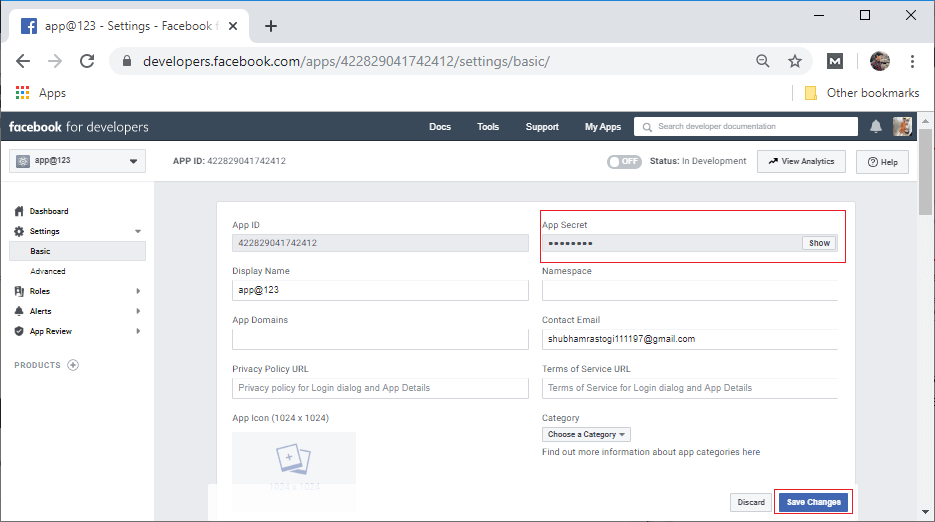 app@123 - Settings - Facebook f
developers.facebook.com/apps/422829041742412/settings/basic/
Apps
Other bookmarks
facebook for developers
Docs Tools Support My Apps Search developer documentation
app@123
APP ID: 422829041742412
OFF
Status: In Development
View Analytics
Help
Dashboard
Settings
Basic
Advanced
Roles
Alerts
App Review
PRODUCTS
App ID
422829041742412
App Secret
●●●●●●●●
Show
Display Name
app@123
Namespace
App Domains
Contact Email
shubhamrastogi111197@gmail.com
Privacy Policy URL
Privacy policy for Login dialog and App Details
Terms of Service URL
Terms of Service for Login dialog and App Details
App Icon (1024 x 1024)
1024 x 1024
Category
Choose a Category
Find out more information about app categories here
Discard
Save Changes